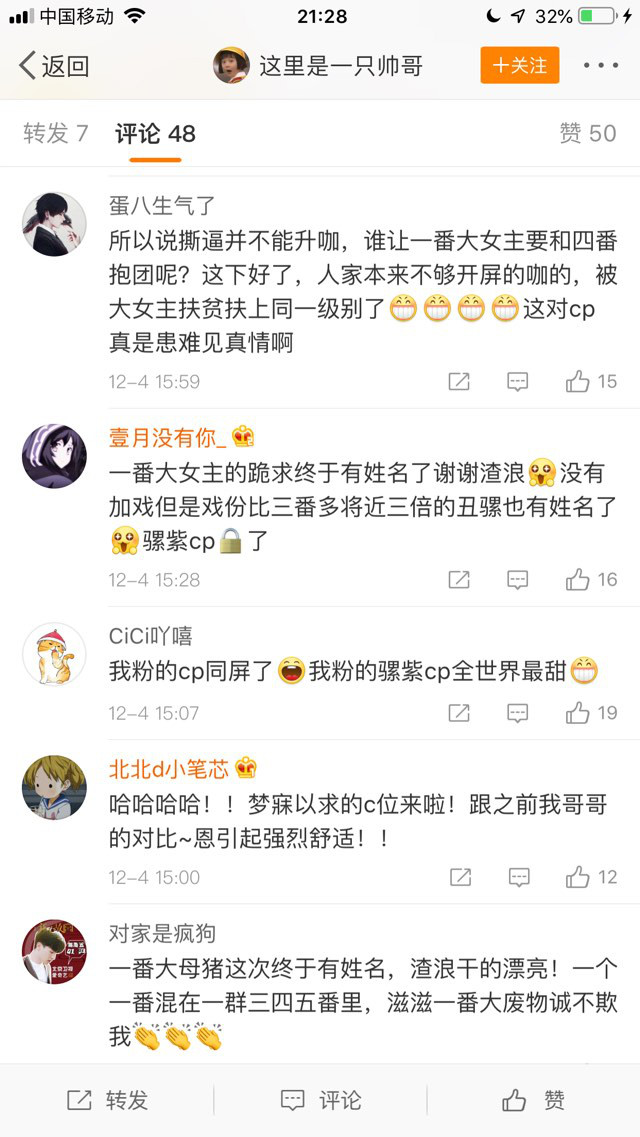 中国移动 21:28 32%
返回 这里是一只帅哥 +关注
转发 7 评论 48 赞 50
蛋八生气了
所以说撕逼并不能升咖，谁让一番大女主要和四番
抱团呢？这下好了，人家本来不够开屏的咖的，被
大女主扶贫扶上同一级别了😁😁😁😁这对cp
真是患难见真情啊
12-4 15:59 15
壹月没有你_
一番大女主的跪求终于有姓名了谢谢渣浪🤩没有
加戏但是戏份比三番多将近三倍的丑骡也有姓名了
🤩骡紫cp🔒了
12-4 15:28 16
CiCi吖嘻
我粉的cp同屏了😄我粉的骡紫cp全世界最甜😁
12-4 15:07 19
北北d小笔芯
哈哈哈哈！！梦寐以求的c位来啦！跟之前我哥哥
的对比~恩引起强烈舒适！！
12-4 15:00 12
对家是疯狗
一番大母猪这次终于有姓名，渣浪干的漂亮！一个
一番混在一群三四五番里，滋滋一番大废物诚不欺
我👏👏👏
转发 评论 赞